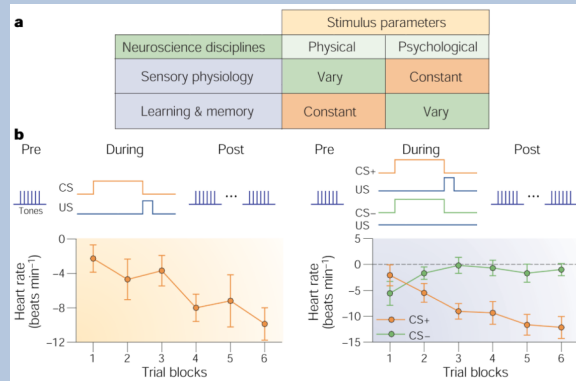 a
Stimulus parameters
Neuroscience disciplines Physical Psychological
Sensory physiology Vary Constant
Learning & memory Constant Vary
b
Pre During Post Pre During Post
CS
US
Tones
...
CS+
US
CS−
US
...
Heart rate
(beats min⁻¹)
0
−4
−8
−12
1 2 3 4 5 6
Trial blocks
Heart rate
(beats min⁻¹)
5
0
−5
−10
−15
CS+
CS−
1 2 3 4 5 6
Trial blocks